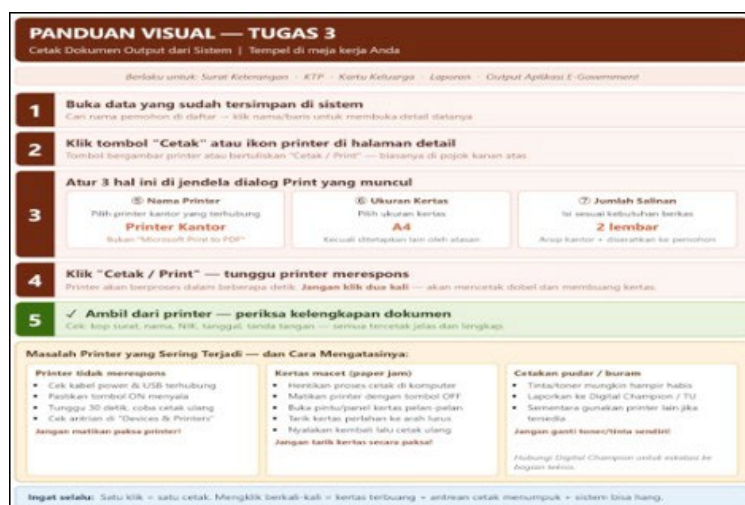 PANDUAN VISUAL — TUGAS 3
Cetak Dokumen Output dari Sistem | Tempel di meja kerja Anda
Berlaku untuk: Surat Keterangan · KTP · Kartu Keluarga · Laporan · Output Aplikasi E-Government
1
Buka data yang sudah tersimpan di sistem
Cari nama pemohon di daftar → klik nama/baris untuk membuka detail datanya
2
Klik tombol "Cetak" atau ikon printer di halaman detail
Tombol bergambar printer atau bertuliskan "Cetak / Print" — biasanya di pojok kanan atas.
3
Atur 3 hal ini di jendela dialog Print yang muncul
⑤ Nama Printer
Pilih printer kantor yang terhubung
Printer Kantor
Bukan "Microsoft Print to PDF"
⑥ Ukuran Kertas
Pilih ukuran kertas
A4
Kecuali ditetapkan lain oleh atasan
⑦ Jumlah Salinan
Isi sesuai kebutuhan berkas
2 lembar
Arsip kantor + diserahkan ke pemohon
4
Klik "Cetak / Print" — tunggu printer merespons
Printer akan berproses dalam beberapa detik. Jangan klik dua kali — akan mencetak dobel dan membuang kertas.
5
✓ Ambil dari printer — periksa kelengkapan dokumen
Cek: kop surat, nama, NIK, tanggal, tanda tangan — semua tercetak jelas dan lengkap.
Masalah Printer yang Sering Terjadi — dan Cara Mengatasinya:
Printer tidak merespons
• Cek kabel power & USB terhubung
• Pastikan tombol ON menyala
• Tunggu 30 detik, coba cetak ulang
• Cek antrian di "Devices & Printers"
Jangan matikan paksa printer!
Kertas macet (paper jam)
• Hentikan proses cetak di komputer
• Matikan printer dengan tombol OFF
• Buka pintu/panel kertas pelan-pelan
• Tarik kertas perlahan ke arah lurus
• Nyalakan kembali lalu cetak ulang
Jangan tarik kertas secara paksa!
Cetakan pudar / buram
• Tinta/toner mungkin hampir habis
• Laporkan ke Digital Champion / TU
• Sementara gunakan printer lain jika
tersedia
Jangan ganti toner/tinta sendiri!
Hubungi Digital Champion untuk eskalasi ke
bagian teknis.
Ingat selalu: Satu klik = satu cetak. Mengklik berkali-kali = kertas terbuang + antrean cetak menumpuk + sistem bisa hang.